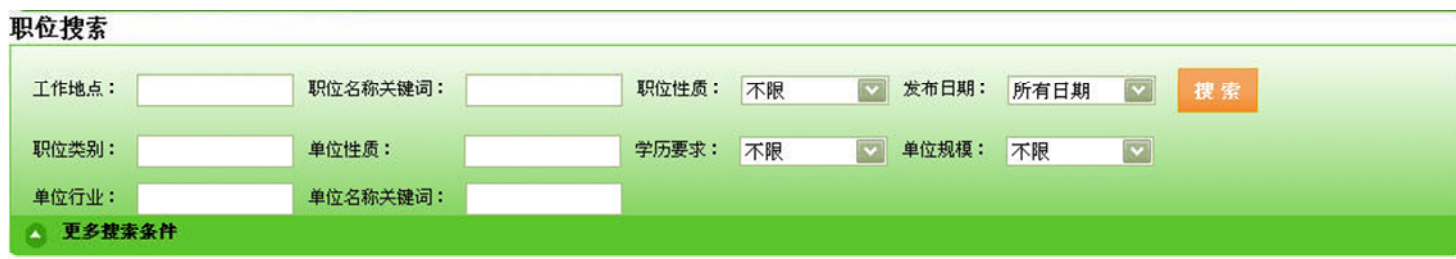 职位搜索
工作地点： 职位名称关键词： 职位性质： 不限 发布日期： 所有日期 搜 索
职位类别： 单位性质： 学历要求： 不限 单位规模： 不限
单位行业： 单位名称关键词：
更多搜索条件